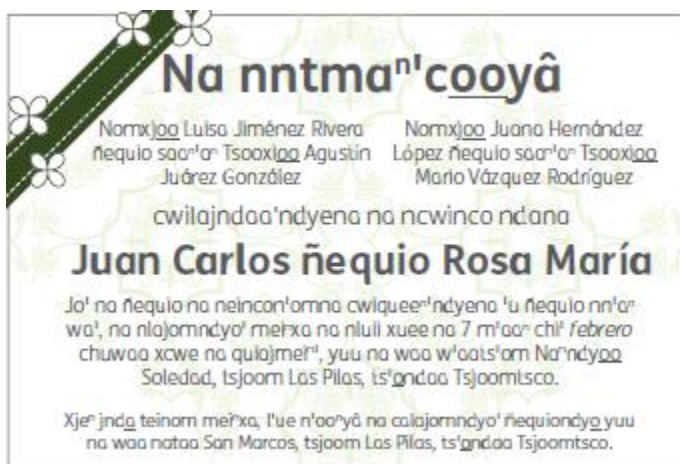 Na nntmaⁿ'cooyâ
Nomxjoo Luisa Jiménez Rivera
ñequio saaⁿ'aⁿ Tsooxjoo Agustín
Juárez González
Nomxjoo Juana Hernández
López ñequio saaⁿ'aⁿ Tsooxjoo
Mario Vázquez Rodríguez
cwilajndaa'ndyena na ncwinco ndana
Juan Carlos ñequio Rosa María
Jo' na ñequio na neincon'omna cwiqueeⁿ'ndyena 'u ñequio nn'aⁿ
wa', na nlajomndyo' meiⁿxa na nluii xuee na 7 m'aaⁿ chi' febrero
chuwaa xcwe na quiajmeiⁿ', yuu na waa w'aats'om Naⁿndyoo
Soledad, tsjoom Las Pilas, ts'ondaa Tsjoomtsco.
Xjeⁿ jnda teinom meiⁿxa, l'ue n'ooⁿyâ na calajomndyo' ñequiondyo yuu
na waa nataa San Marcos, tsjoom Las Pilas, ts'ondaa Tsjoomtsco.